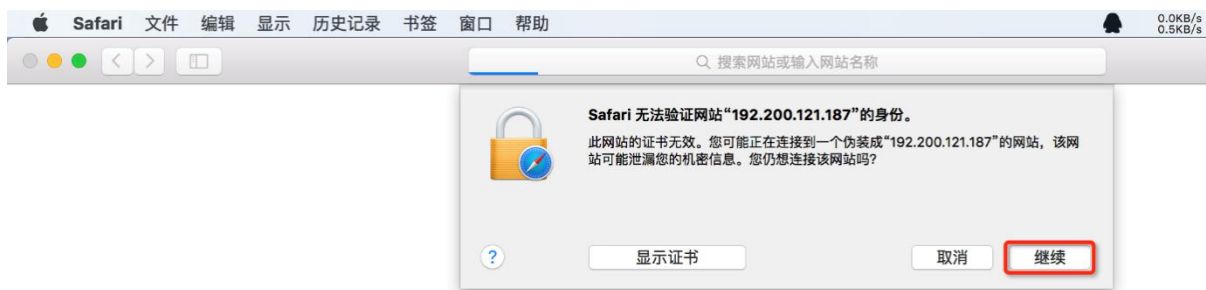 Safari 文件 编辑 显示 历史记录 书签 窗口 帮助 0.0KB/s
0.5KB/s
搜索网站或输入网站名称
Safari 无法验证网站“192.200.121.187”的身份。
此网站的证书无效。您可能正在连接到一个伪装成“192.200.121.187”的网站，该网
站可能泄漏您的机密信息。您仍想连接该网站吗?
? 显示证书 取消 继续